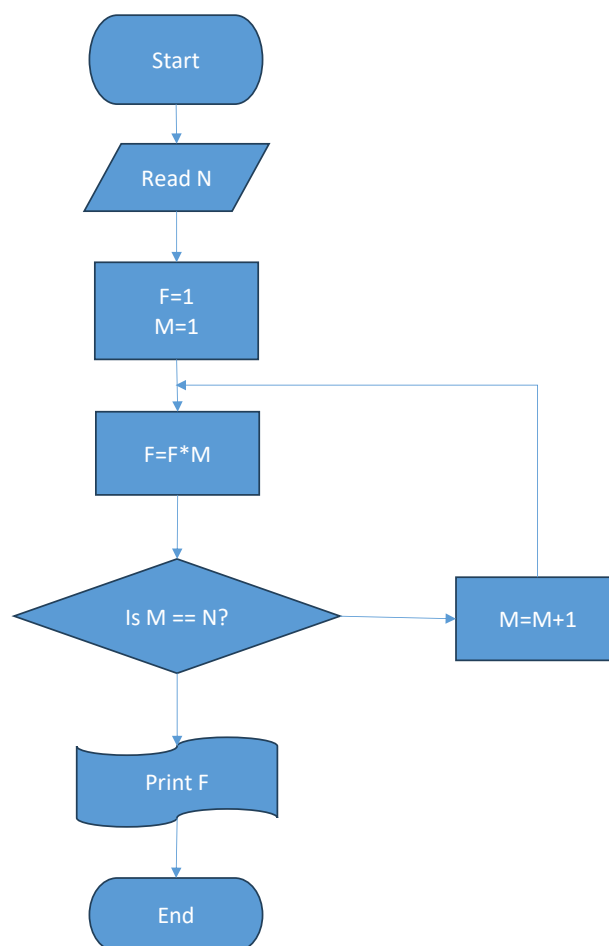 Start
Read N
F=1
M=1
F=F*M
Is M == N?
M=M+1
Print F
End